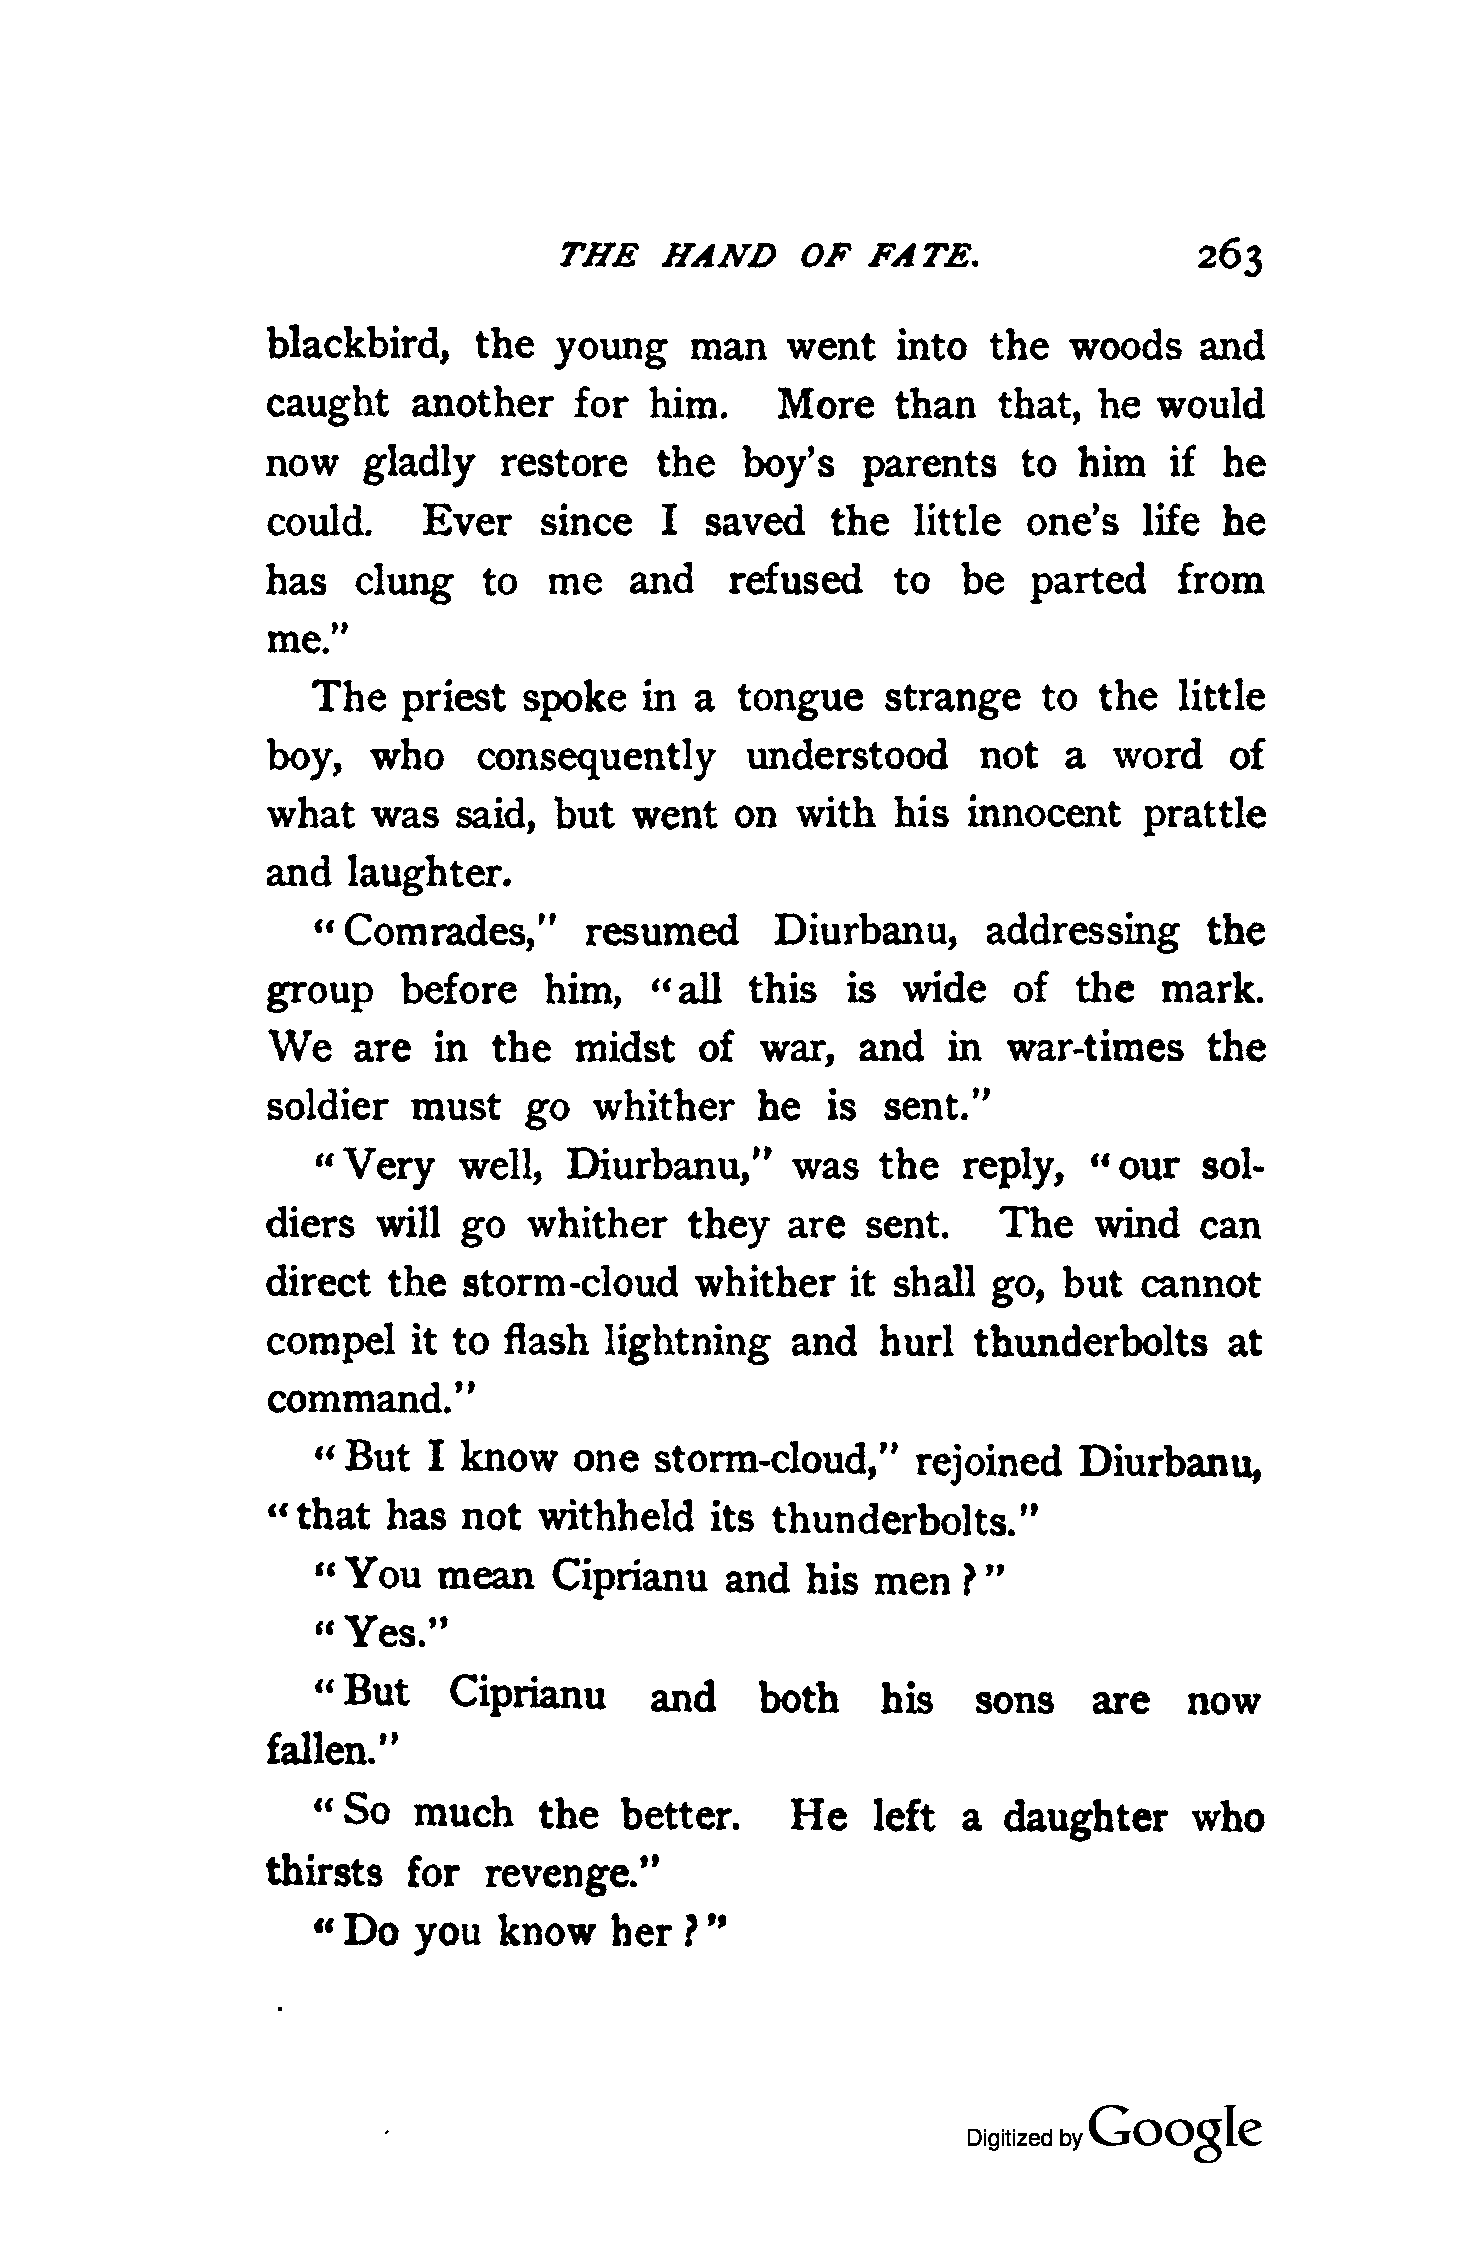 THE HAND OF FATE. 263
blackbird, the young man went into the woods and
caught another for him. More than that, he would
now gladly restore the boy's parents to him if he
could. Ever since I saved the little one's life he
has clung to me and refused to be parted from
me."
The priest spoke in a tongue strange to the little
boy, who consequently understood not a word of
what was said, but went on with his innocent prattle
and laughter.
"Comrades," resumed Diurbanu, addressing the
group before him, "all this is wide of the mark.
We are in the midst of war, and in war-times the
soldier must go whither he is sent."
"Very well, Diurbanu," was the reply, "our sol-
diers will go whither they are sent. The wind can
direct the storm-cloud whither it shall go, but cannot
compel it to flash lightning and hurl thunderbolts at
command."
"But I know one storm-cloud," rejoined Diurbanu,
"that has not withheld its thunderbolts."
"You mean Ciprianu and his men?"
"Yes."
"But Ciprianu and both his sons are now
fallen."
"So much the better. He left a daughter who
thirsts for revenge."
"Do you know her?"
Digitized by Google